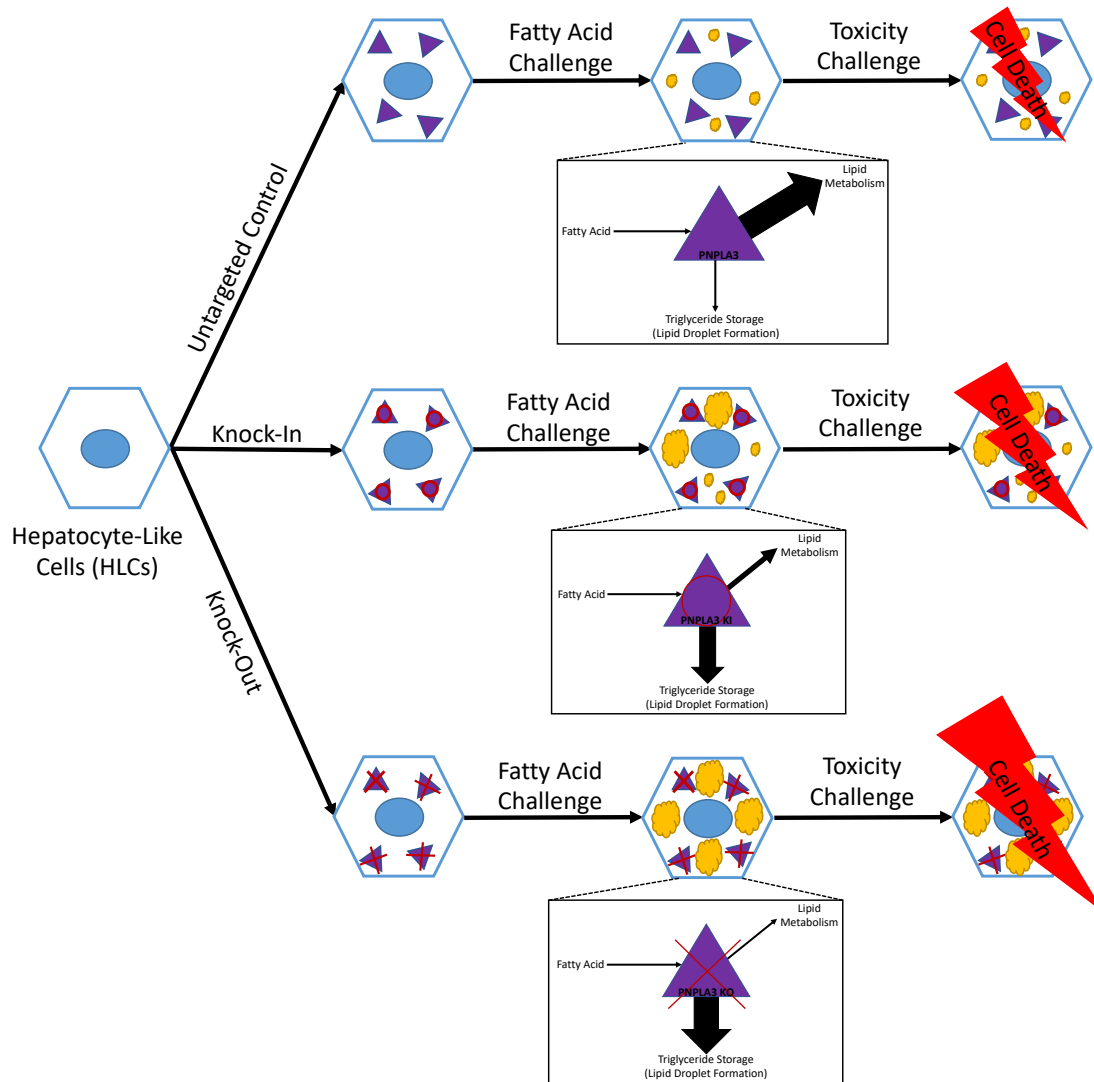 Untargeted Control
Fatty Acid
Challenge
Toxicity
Challenge
Cell Death
Lipid
Metabolism
Fatty Acid
PNPLA3
Triglyceride Storage
(Lipid Droplet Formation)
Hepatocyte-Like
Cells (HLCs)
Knock-In
Fatty Acid
Challenge
Toxicity
Challenge
Cell Death
Lipid
Metabolism
Fatty Acid
PNPLA3 KI
Triglyceride Storage
(Lipid Droplet Formation)
Knock-Out
Fatty Acid
Challenge
Toxicity
Challenge
Cell Death
Lipid
Metabolism
Fatty Acid
PNPLA3 KO
Triglyceride Storage
(Lipid Droplet Formation)